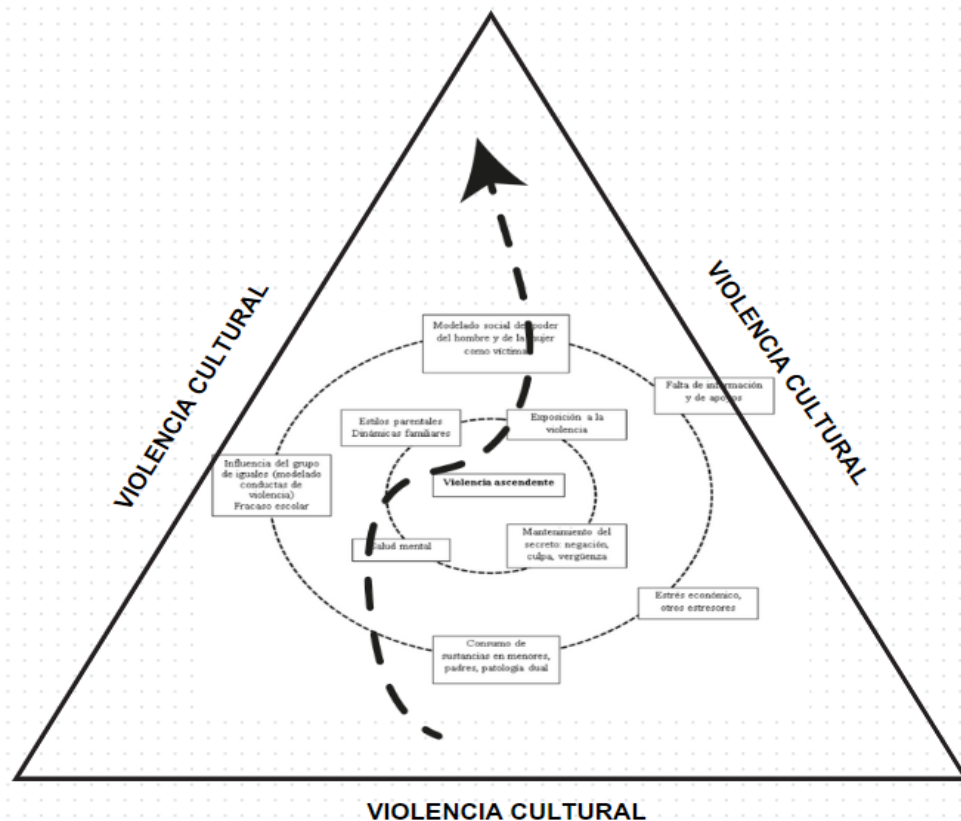 VIOLENCIA CULTURAL
VIOLENCIA CULTURAL
Modelado social del poder
del hombre y de la mujer
como víctima
Falta de información
y de apoyos
Estilos parentales
Dinámicas familiares
Exposición a la
violencia
Influencia del grupo
de iguales (modelado
conductas de
violencia)
Fracaso escolar
Violencia ascendente
Salud mental
Mantenimiento del
secreto: negación,
culpa, vergüenza
Estrés económico,
otros estresores
Consumo de
sustancias en menores,
padres, patología dual
VIOLENCIA CULTURAL